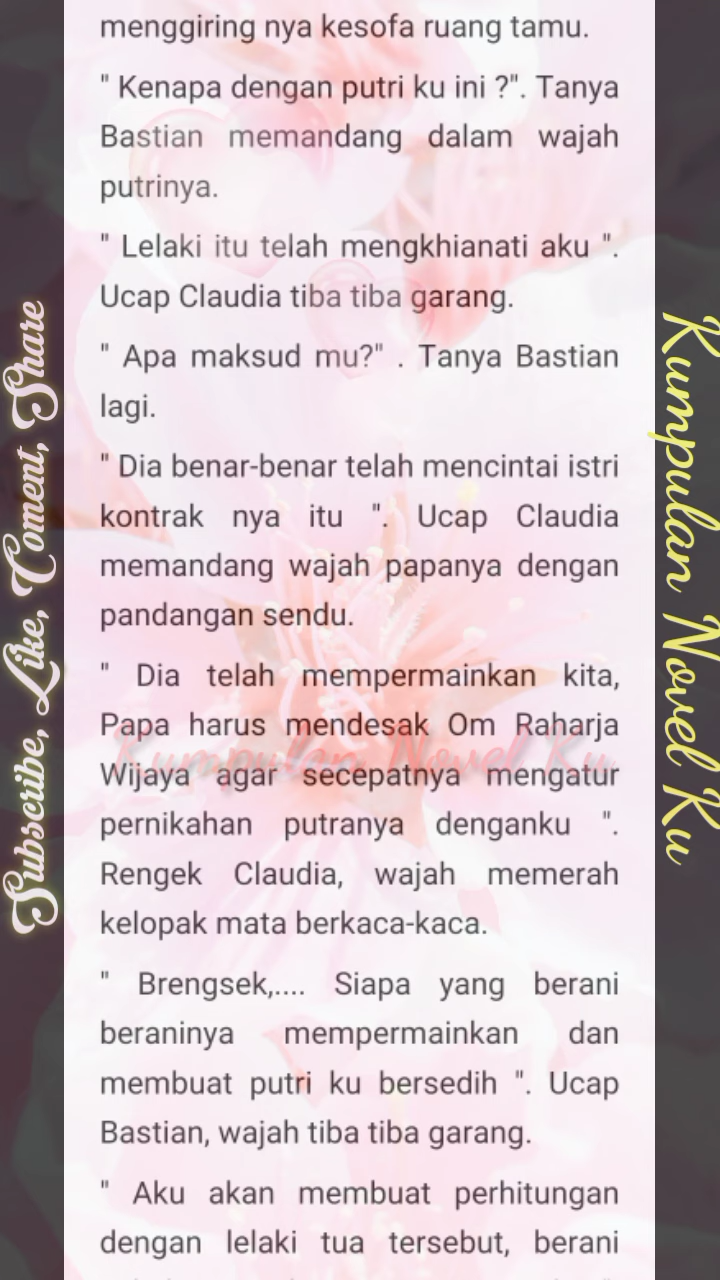 menggiring nya kesofa ruang tamu.
" Kenapa dengan putri ku ini ?". Tanya
Bastian memandang dalam wajah
putrinya.
" Lelaki itu telah mengkhianati aku ".
Ucap Claudia tiba tiba garang.
" Apa maksud mu?" . Tanya Bastian
lagi.
" Dia benar-benar telah mencintai istri
kontrak nya itu ". Ucap Claudia
memandang wajah papanya dengan
pandangan sendu.
" Dia telah mempermainkan kita,
Papa harus mendesak Om Raharja
Wijaya agar secepatnya mengatur
pernikahan putranya denganku ".
Rengek Claudia, wajah memerah
kelopak mata berkaca-kaca.
" Brengsek,.... Siapa yang berani
beraninya mempermainkan dan
membuat putri ku bersedih ". Ucap
Bastian, wajah tiba tiba garang.
" Aku akan membuat perhitungan
dengan lelaki tua tersebut, berani
Subscribe, Like, Coment, Share
Kumpulan Novel Ku
Kumpulan Novel Ku